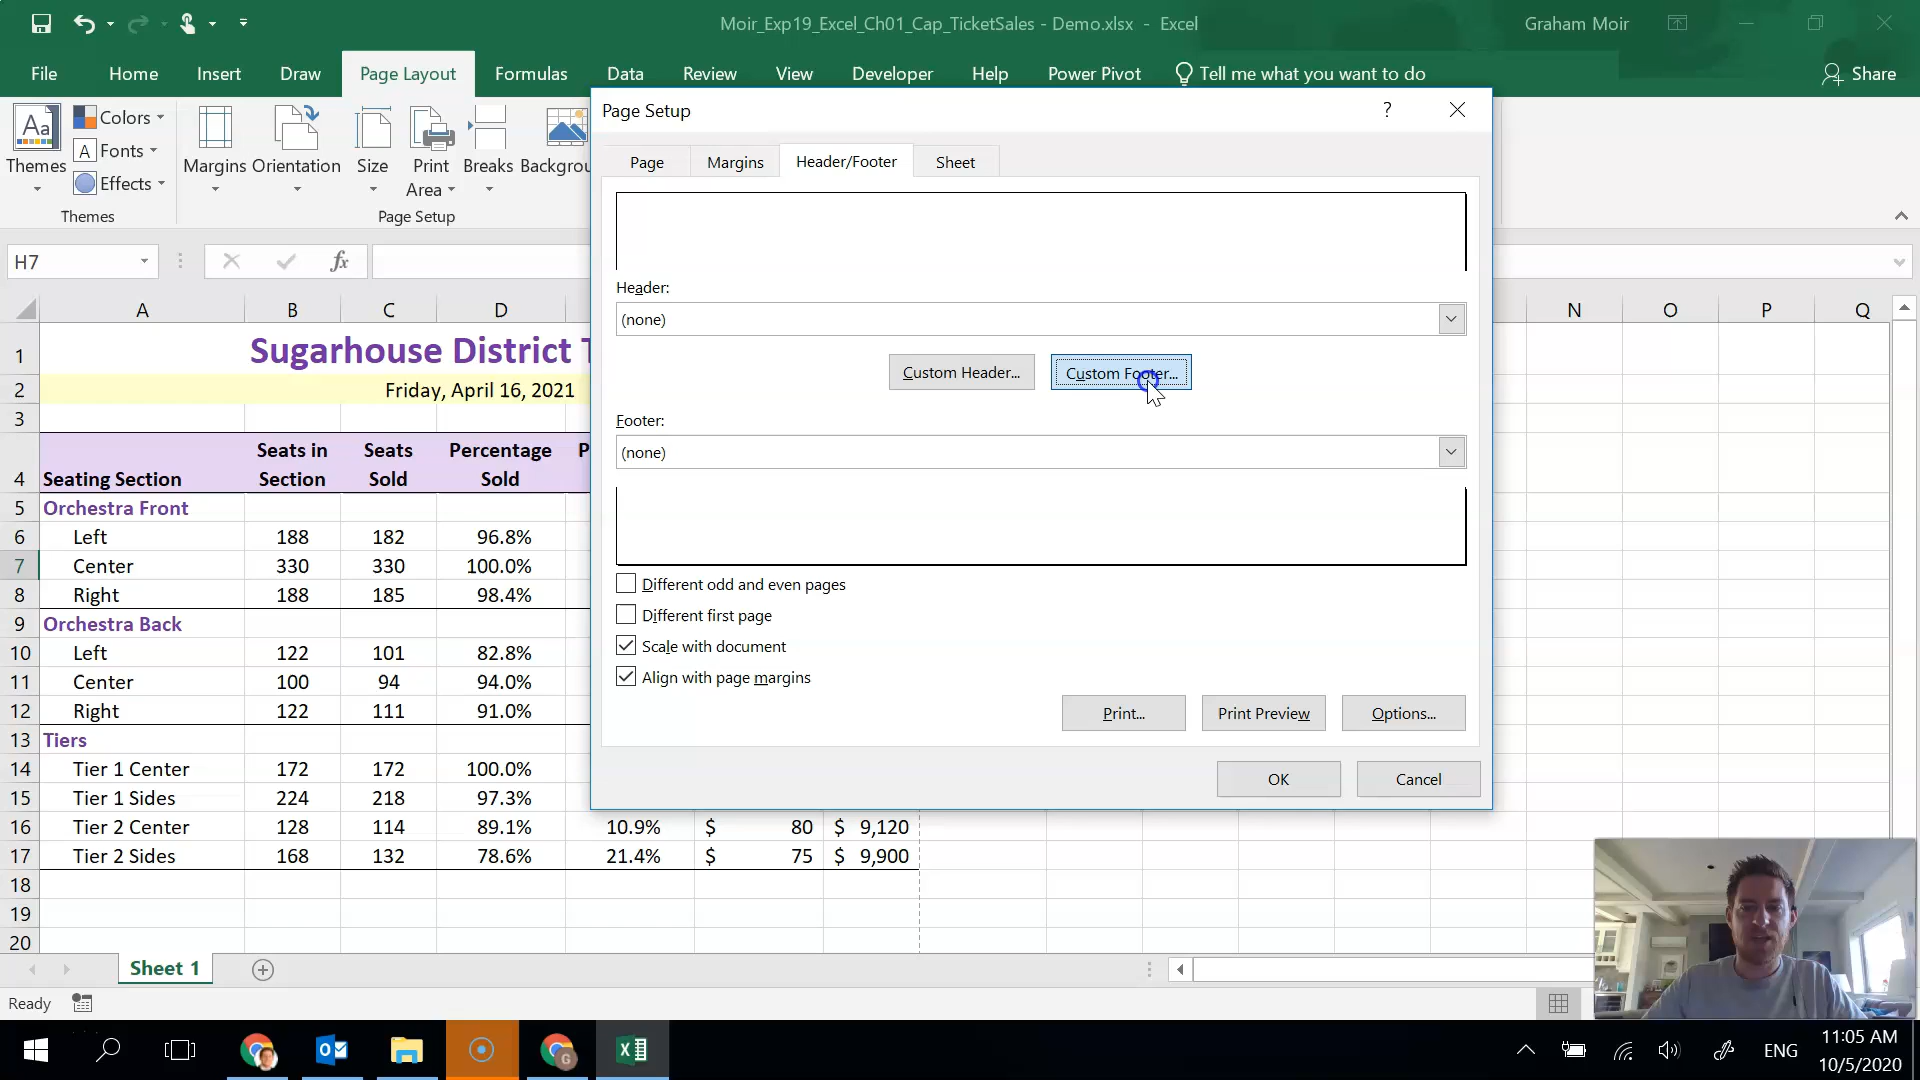 Moir_Exp19_Excel_Ch01_Cap_TicketSales - Demo.xlsx - Excel
Graham Moir
File Home Insert Draw Page Layout Formulas Data Review View Developer Help Power Pivot Tell me what you want to do Share
Aa Colors
A Fonts
Effects
Themes Margins Orientation Size Print Area Breaks Backgrou
Themes Page Setup
H7 fx
Page Setup ? 
Page Margins Header/Footer Sheet
Header:
(none)
Custom Header... Custom Footer...
Footer:
(none)
Different odd and even pages
Different first page
Scale with document
Align with page margins
Print... Print Preview Options...
OK Cancel
A B C D N O P Q
1 Sugarhouse District T
2 Friday, April 16, 2021
3
4 Seating Section Seats in Section Seats Sold Percentage Sold P
5 Orchestra Front
6 Left 188 182 96.8%
7 Center 330 330 100.0%
8 Right 188 185 98.4%
9 Orchestra Back
10 Left 122 101 82.8%
11 Center 100 94 94.0%
12 Right 122 111 91.0%
13 Tiers
14 Tier 1 Center 172 172 100.0%
15 Tier 1 Sides 224 218 97.3%
16 Tier 2 Center 128 114 89.1% 10.9% $ 80 $ 9,120
17 Tier 2 Sides 168 132 78.6% 21.4% $ 75 $ 9,900
18
19
20
Sheet 1
Ready
G
ENG
11:05 AM
10/5/2020